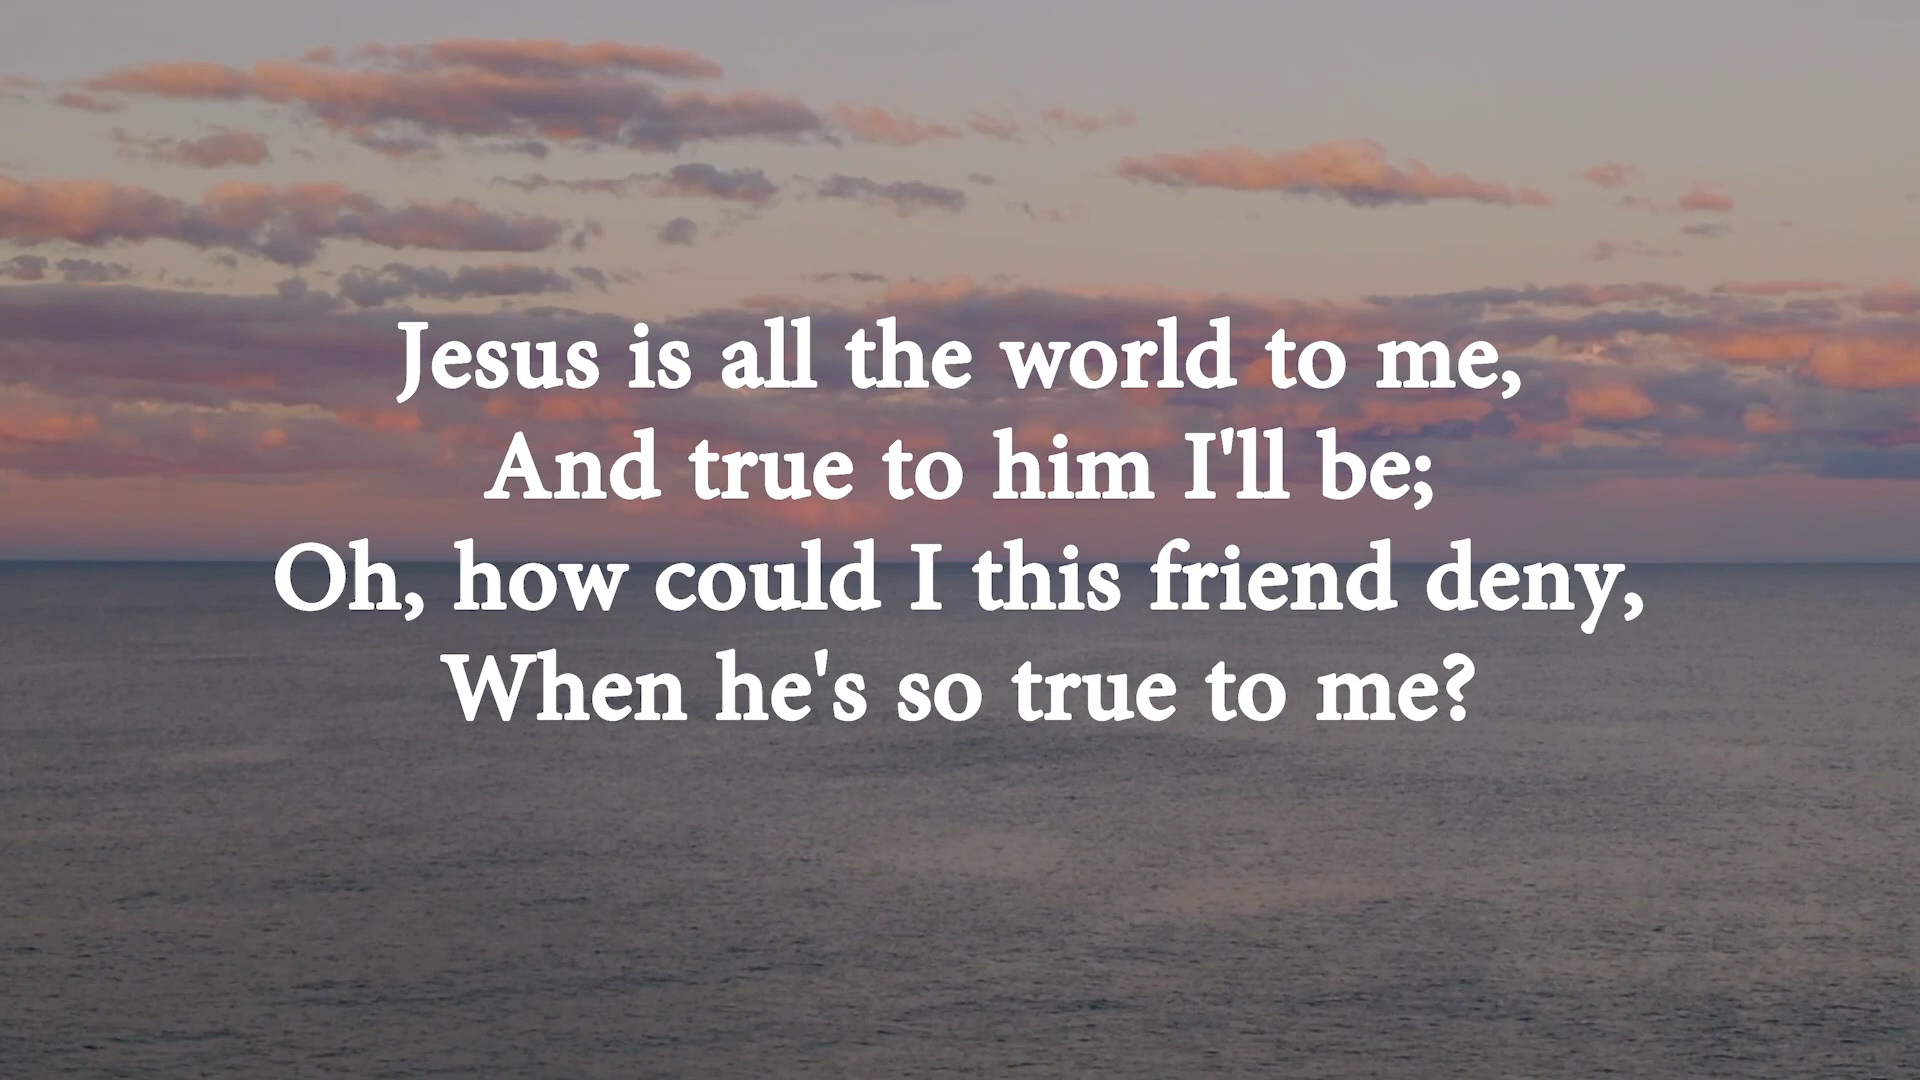 Jesus is all the world to me,
And true to him I'll be;
Oh, how could I this friend deny,
When he's so true to me?